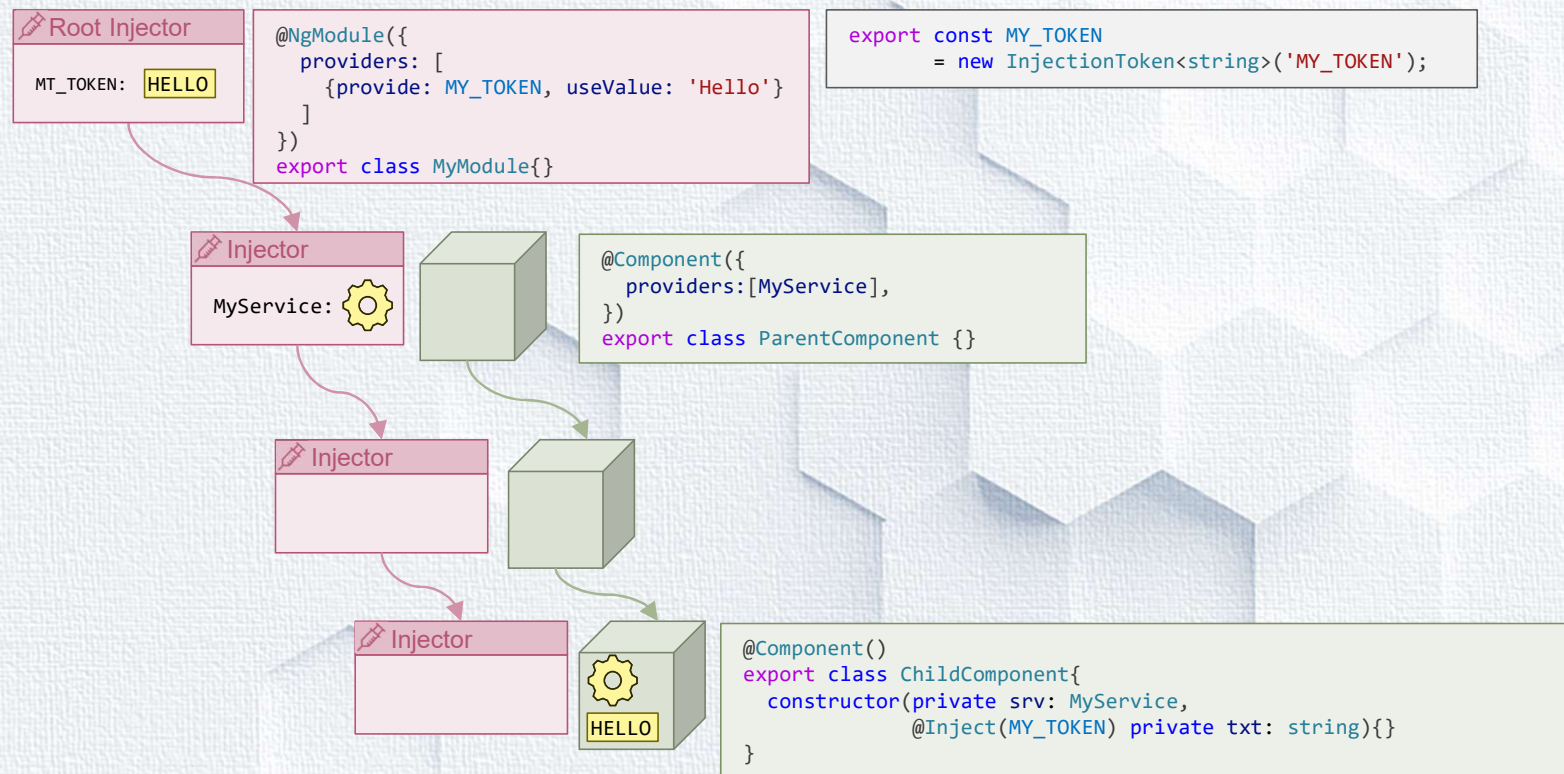 Root Injector
MT_TOKEN: HELLO
@NgModule({
  providers: [
    {provide: MY_TOKEN, useValue: 'Hello'}
  ]
})
export class MyModule{}
export const MY_TOKEN
       = new InjectionToken<string>('MY_TOKEN');
Injector
MyService:
@Component({
  providers:[MyService],
})
export class ParentComponent {}
Injector
Injector
HELLO
@Component()
export class ChildComponent{
  constructor(private srv: MyService,
              @Inject(MY_TOKEN) private txt: string){}
}